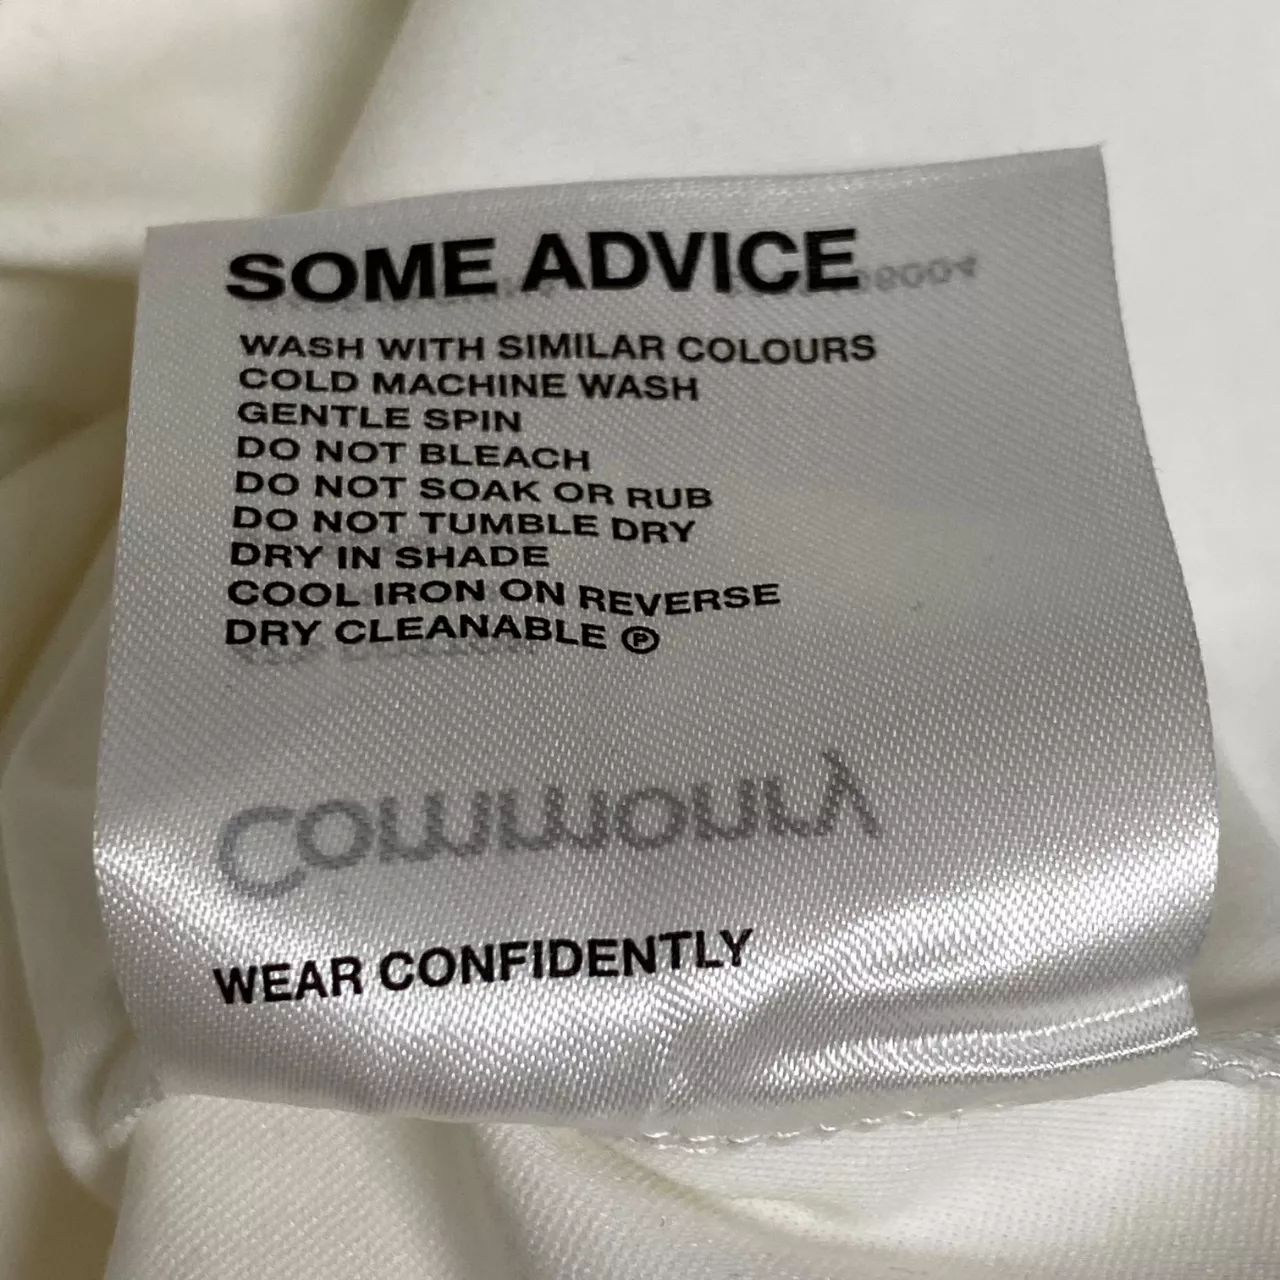 SOME ADVICE
WASH WITH SIMILAR COLOURS
COLD MACHINE WASH
GENTLE SPIN
DO NOT BLEACH
DO NOT SOAK OR RUB
DO NOT TUMBLE DRY
DRY IN SHADE
COOL IRON ON REVERSE
DRY CLEANABLE Ⓟ
Commonry
WEAR CONFIDENTLY